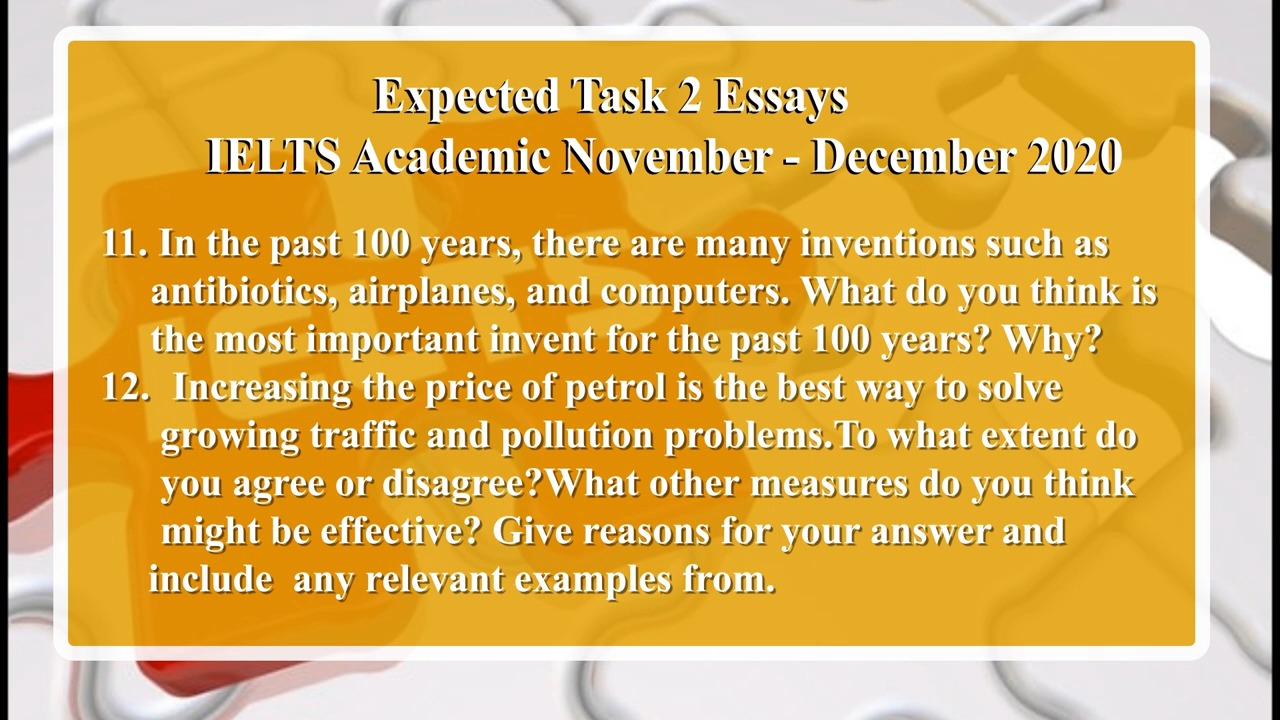 Expected Task 2 Essays
IELTS Academic November - December 2020
11. In the past 100 years, there are many inventions such as
antibiotics, airplanes, and computers. What do you think is
the most important invent for the past 100 years? Why?
12. Increasing the price of petrol is the best way to solve
growing traffic and pollution problems.To what extent do
you agree or disagree?What other measures do you think
might be effective? Give reasons for your answer and
include any relevant examples from.
IELTS